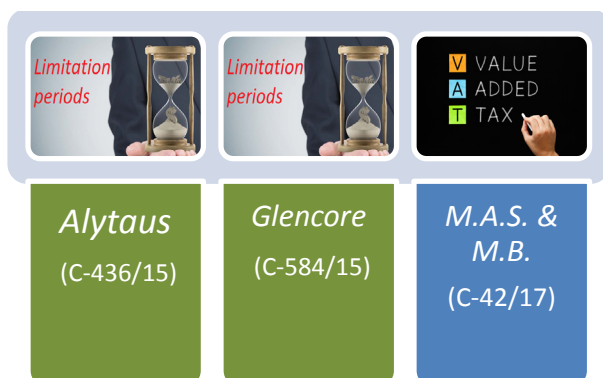 Limitation
periods
Limitation
periods
V VALUE
A ADDED
T TAX
Alytaus
(C-436/15)
Glencore
(C-584/15)
M.A.S. &
M.B.
(C-42/17)